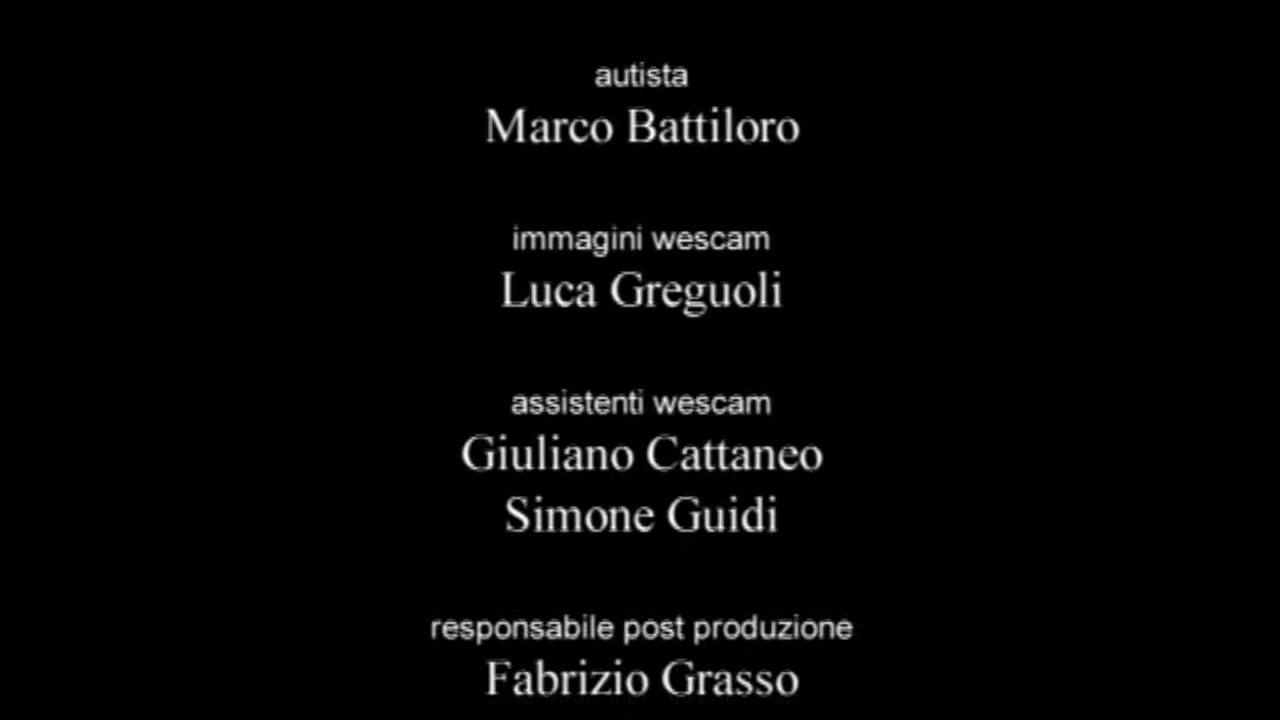 autista
Marco Battiloro
immagini wescam
Luca Greguoli
assistenti wescam
Giuliano Cattaneo
Simone Guidi
responsabile post produzione
Fabrizio Grasso